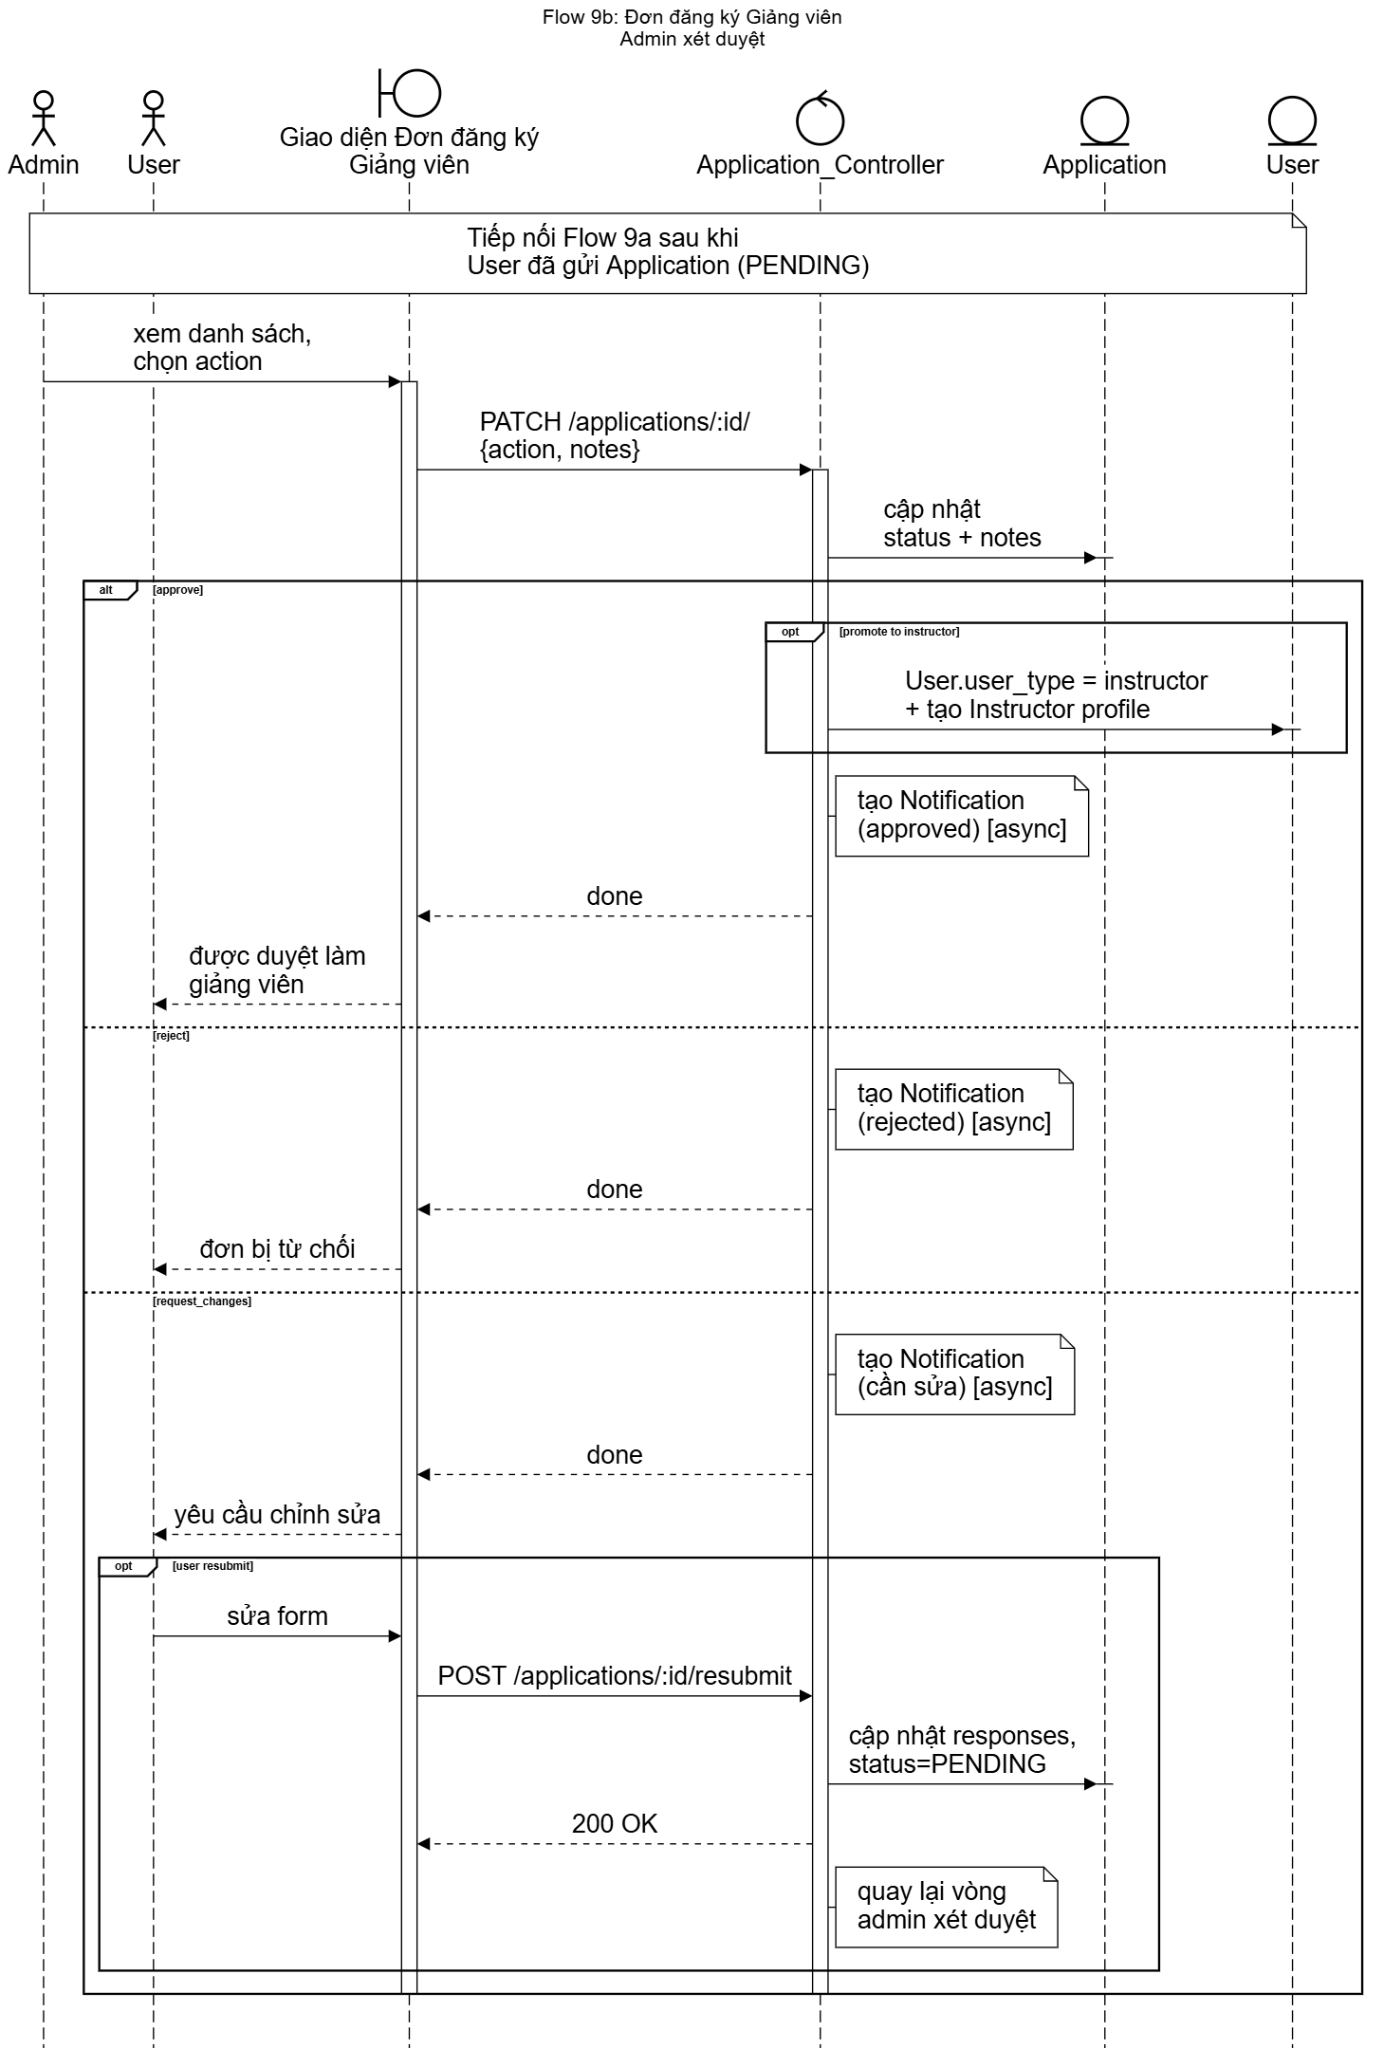 Flow 9b: Đơn đăng ký Giảng viên
Admin xét duyệt
Admin
User
Giao diện Đơn đăng ký
Giảng viên
Application_Controller
Application
User
Tiếp nối Flow 9a sau khi
User đã gửi Application (PENDING)
xem danh sách,
chọn action
PATCH /applications/:id/
{action, notes}
cập nhật
status + notes
alt
[approve]
opt
[promote to instructor]
User.user_type = instructor
+ tạo Instructor profile
tạo Notification
(approved) [async]
done
được duyệt làm
giảng viên
[reject]
tạo Notification
(rejected) [async]
done
đơn bị từ chối
[request_changes]
tạo Notification
(cần sửa) [async]
done
yêu cầu chỉnh sửa
opt
[user resubmit]
sửa form
POST /applications/:id/resubmit
cập nhật responses,
status=PENDING
200 OK
quay lại vòng
admin xét duyệt